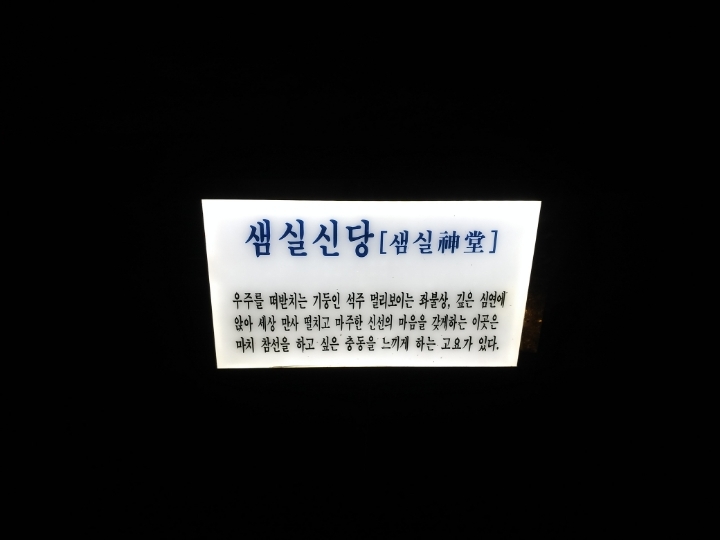 샘실신당[샘실神堂]
우주를 떠받치는 기둥인 석주 멀리보이는 좌불상, 깊은 심연에
앉아 세상 만사 떨치고 마주한 신선의 마음을 갖게하는 이곳은
마치 참선을 하고 싶은 충동을 느끼게 하는 고요가 있다.